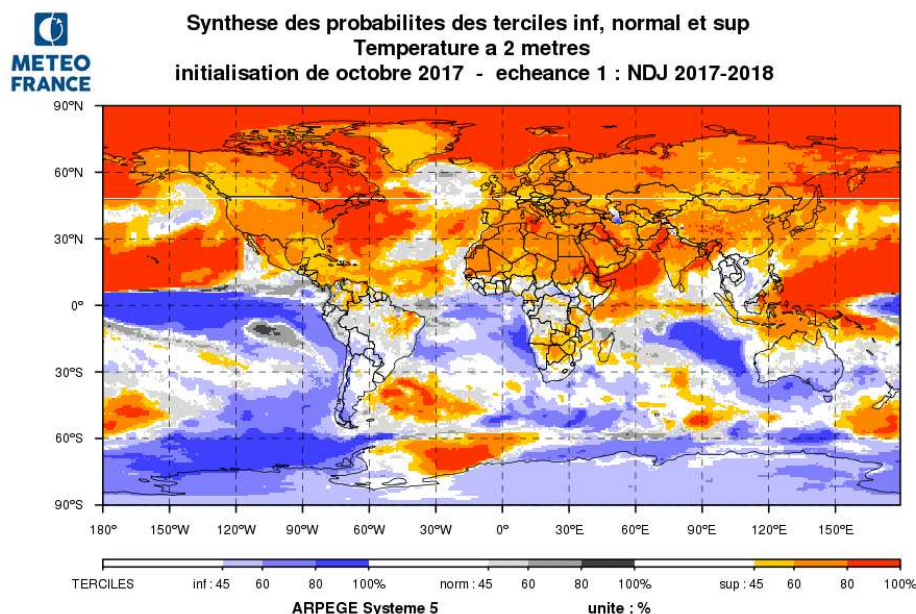 METEO
FRANCE
Synthese des probabilites des terciles inf, normal et sup
Temperature a 2 metres
initialisation de octobre 2017 - echeance 1 : NDJ 2017-2018
90ºN
60ºN
30ºN
0º
30ºS
60ºS
90ºS
180º 150ºW 120ºW 90ºW 60ºW 30ºW 0º 30ºE 60ºE 90ºE 120ºE 150ºE
TERCILES inf : 45 60 80 100% norm : 45 60 80 100% sup : 45 60 80 100%
ARPEGE Systeme 5 unite : %